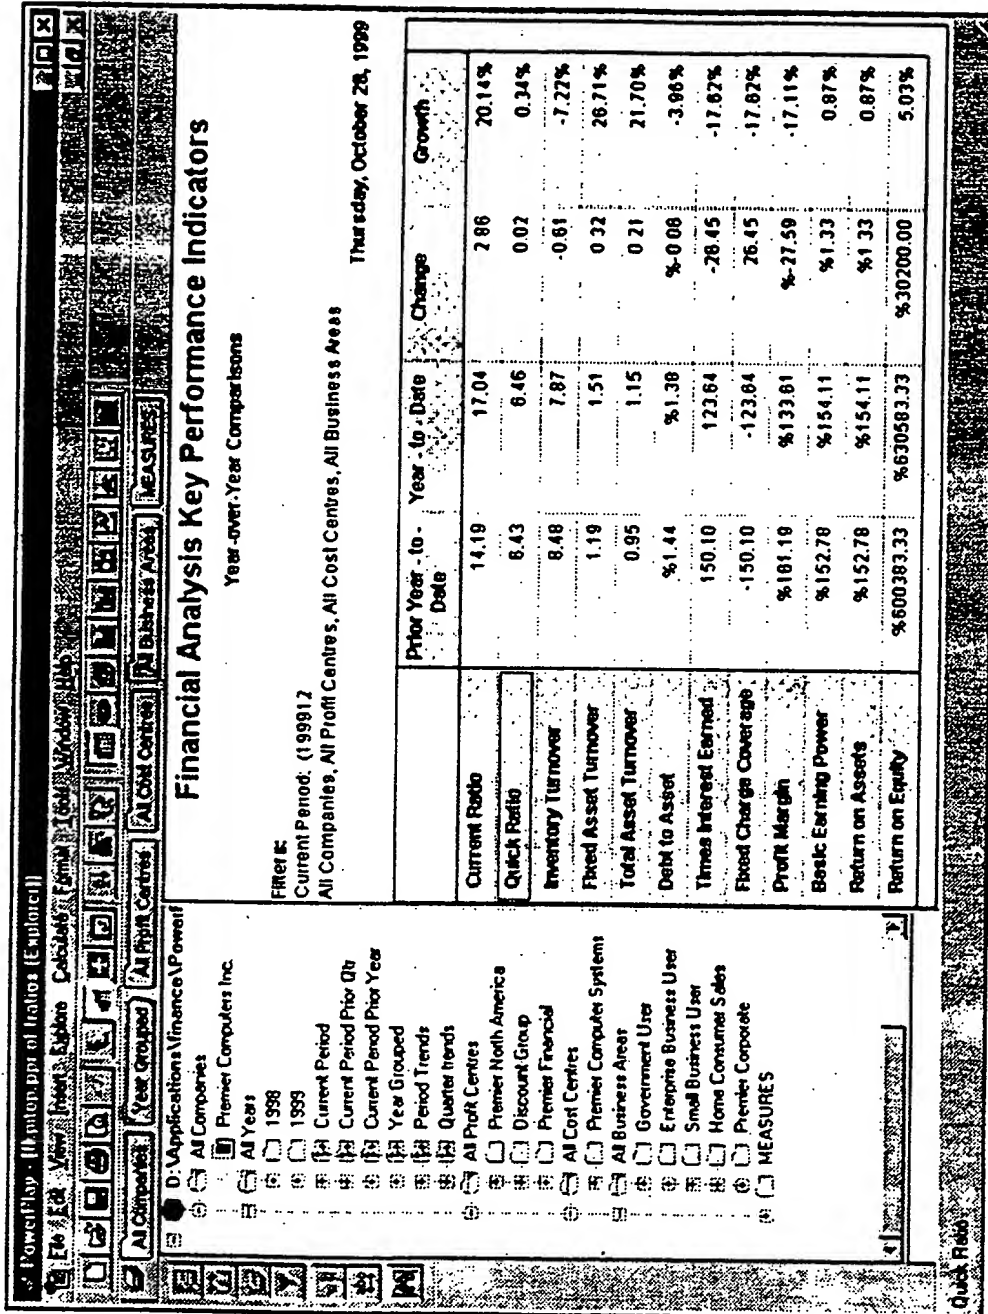 File Edit View Insert Explore Calculate Format Tools Window Help
All Companies Year Grouped All Profit Centres All Cost Centres All Business Areas MEASURES
D:\Applications\finance\Powerf
All Companies
Premier Computers Inc.
All Years
1998
1999
Current Period
Current Period Prior Qtr
Current Period Prior Year
Year Grouped
Period Trends
Quarter trends
All Profit Centres
Premier North America
Discount Group
Premier Financial
All Cost Centres
Premier Computer Systems
All Business Areas
Government User
Enterprise Business User
Small Business User
Home Consumer Sales
Premier Corporate
MEASURES
Financial Analysis Key Performance Indicators
Year-over-Year Comparisons
Thursday, October 28, 1999
Filters:
Current Period: (199912
All Companies, All Profit Centres, All Cost Centres, All Business Areas
Prior Year - to - Date Year - to - Date Change Growth
Current Ratio 14.19 17.04 2.86 20.14%
Quick Ratio 6.43 6.46 0.02 0.34%
Inventory Turnover 8.48 7.87 -0.61 -7.22%
Fixed Asset Turnover 1.19 1.51 0.32 26.71%
Total Asset Turnover 0.95 1.15 0.21 21.70%
Debt to Asset %1.44 %1.38 %-0.08 -3.96%
Times Interest Earned 150.10 123.64 -26.45 -17.62%
Fixed Charge Coverage -150.10 -123.64 26.45 -17.62%
Profit Margin %161.19 %133.61 %-27.59 -17.11%
Basic Earning Power %152.78 %154.11 %1.33 0.87%
Return on Assets %152.78 %154.11 %1.33 0.87%
Return on Equity %600383.33 %630583.33 %30200.00 5.03%
Quick Ratio